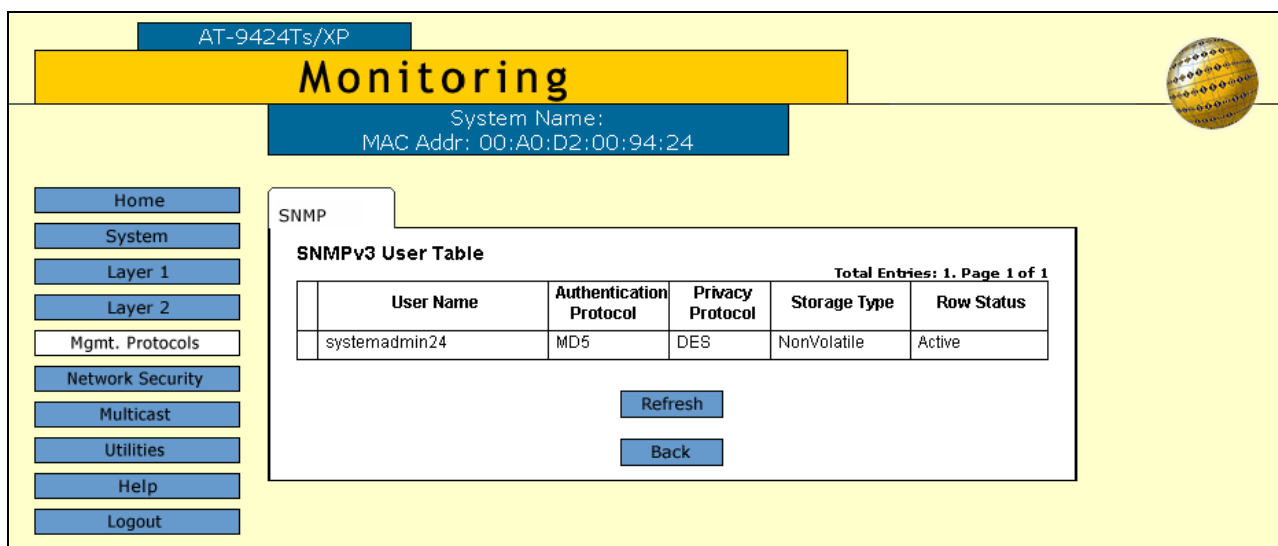 AT-9424Ts/XP
Monitoring
System Name:
MAC Addr: 00:A0:D2:00:94:24
Home
System
Layer 1
Layer 2
Mgmt. Protocols
Network Security
Multicast
Utilities
Help
Logout
SNMP
SNMPv3 User Table
Total Entries: 1. Page 1 of 1
User Name Authentication Protocol Privacy Protocol Storage Type Row Status
systemadmin24 MD5 DES NonVolatile Active
Refresh
Back